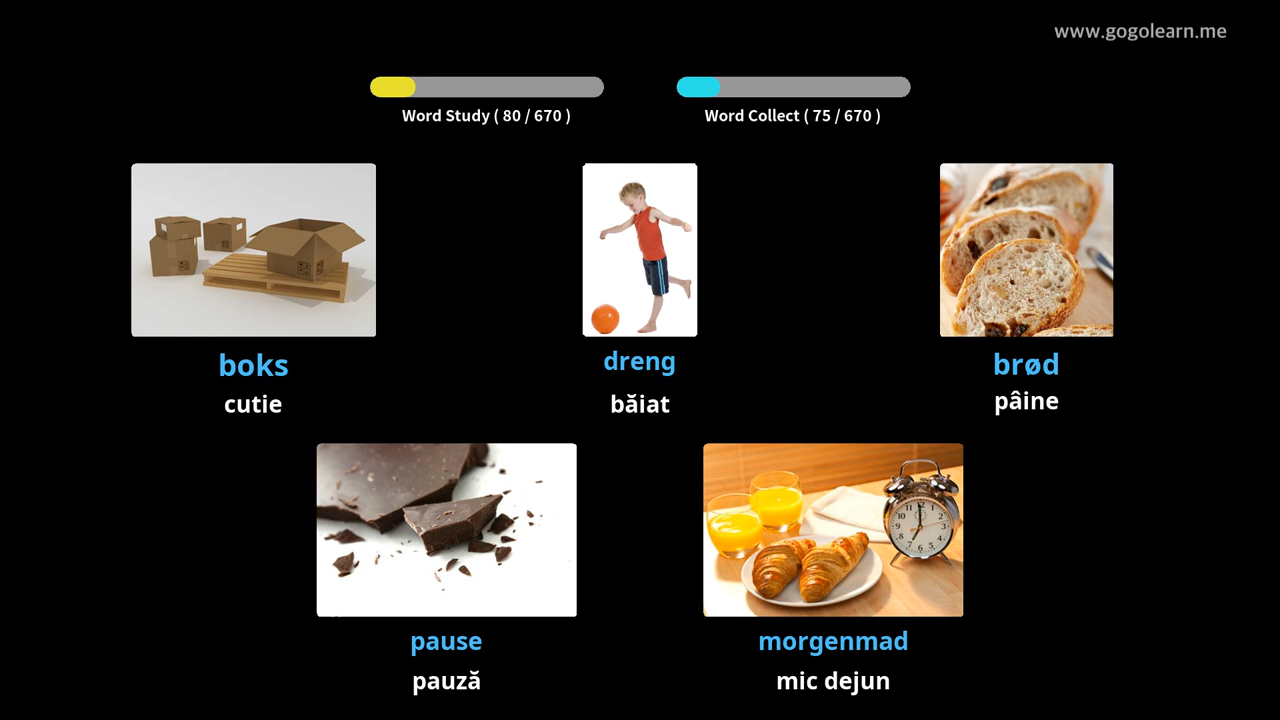 www.gogolearn.me
Word Study ( 80 / 670 )
Word Collect ( 75 / 670 )
boks
cutie
dreng
băiat
brød
pâine
pause
pauză
morgenmad
mic dejun